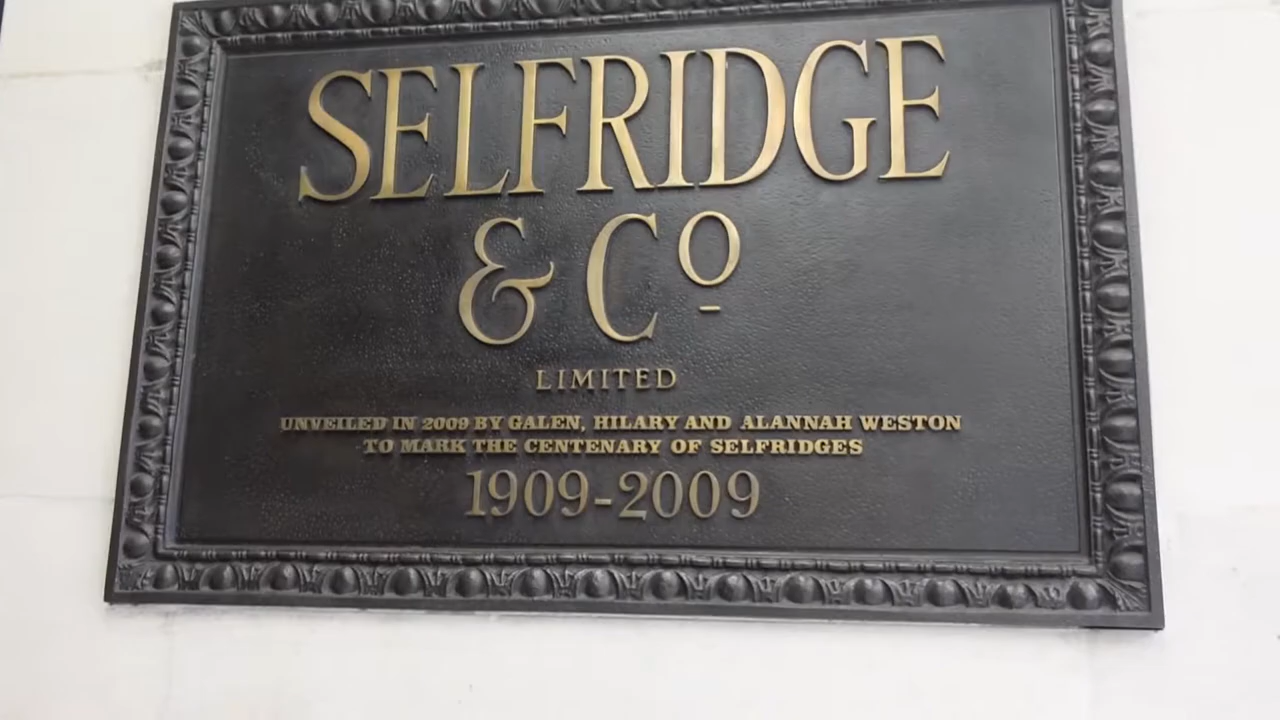 SELFRIDGE
& Cº
LIMITED
UNVEILED IN 2009 BY GALEN, HILARY AND ALANNAH WESTON
TO MARK THE CENTENARY OF SELFRIDGES
1909-2009